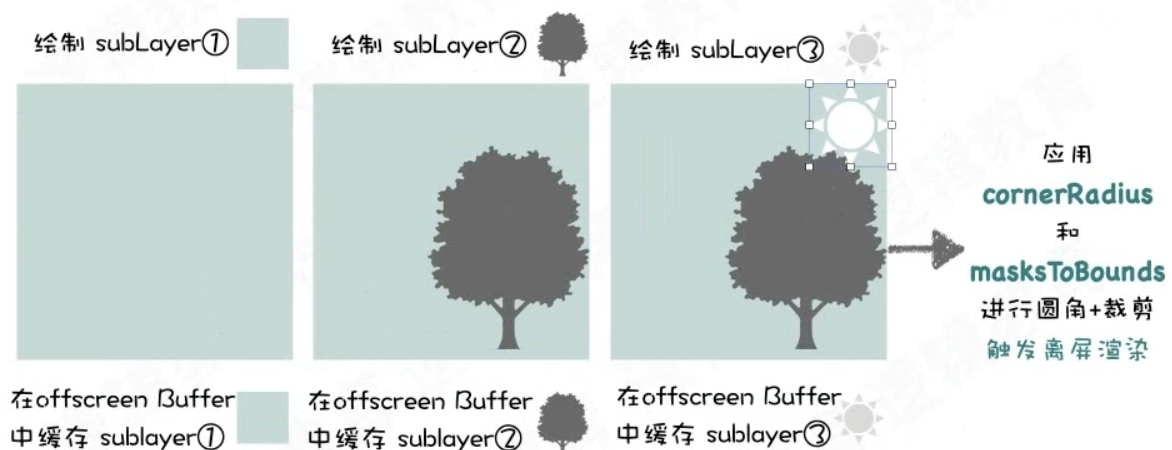 绘制 subLayer①
绘制 subLayer②
绘制 subLayer③
应用
cornerRadius
和
masksToBounds
进行圆角+裁剪
触发离屏渲染
在offscreen Buffer
中缓存 sublayer①
在offscreen Buffer
中缓存 sublayer②
在offscreen Buffer
中缓存 sublayer③